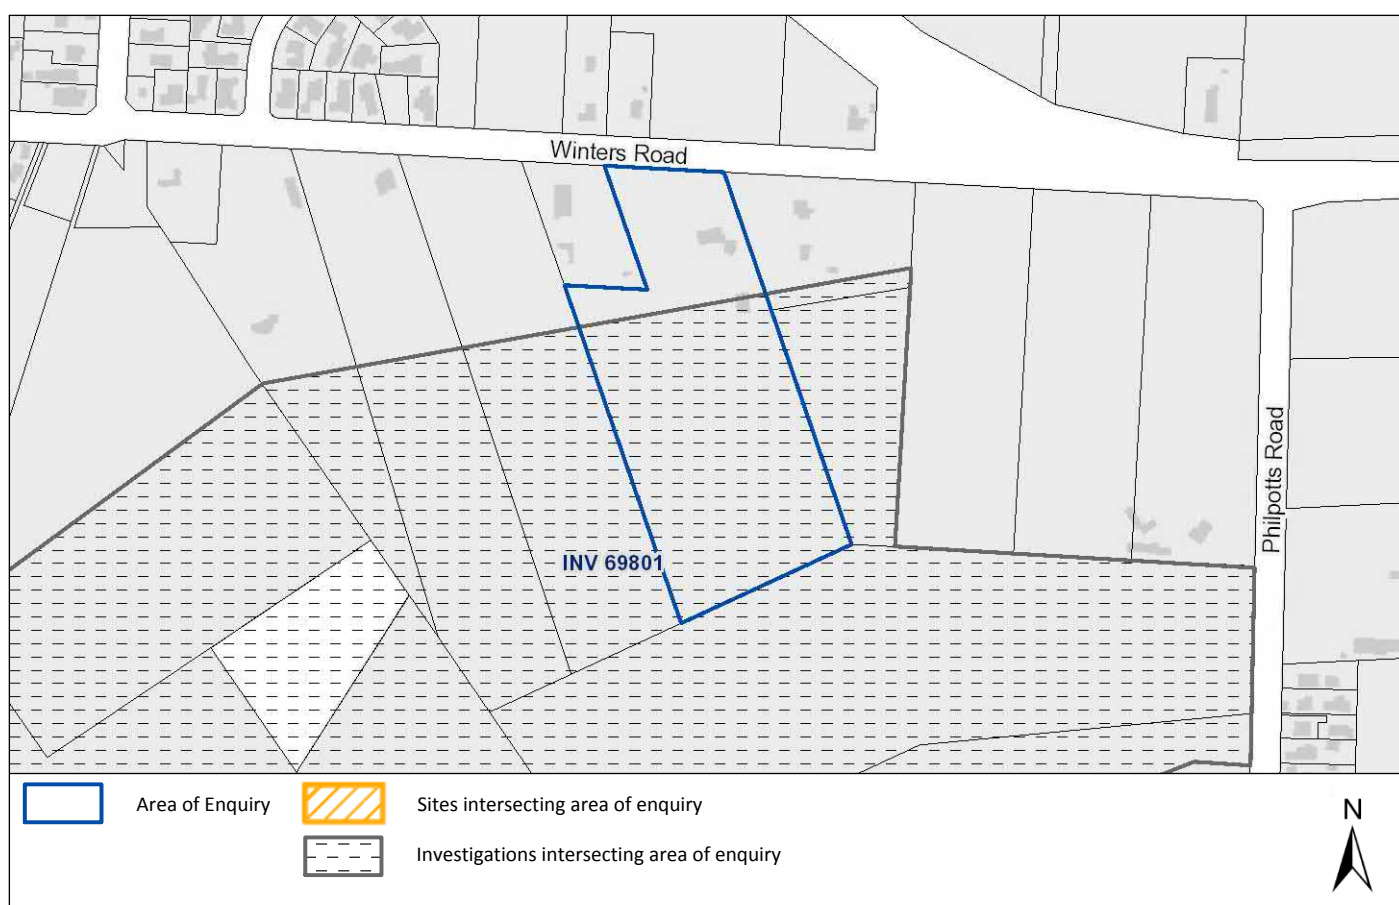 Winters Road
Philpotts Road
INV 69801
Area of Enquiry
Sites intersecting area of enquiry
Investigations intersecting area of enquiry
N